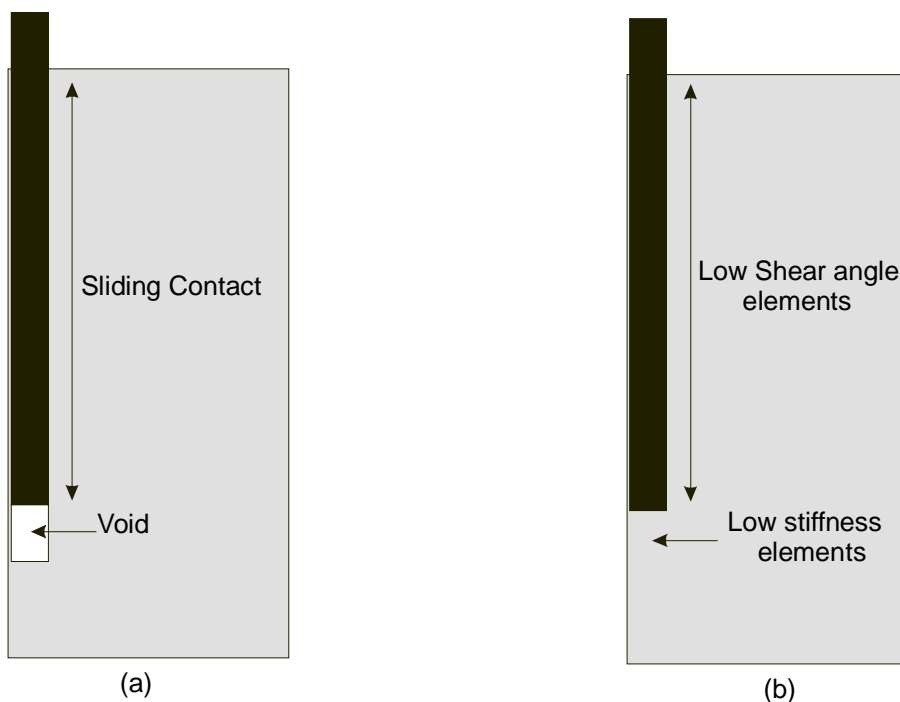 Sliding Contact
Void
(a)
Low Shear angle
elements
Low stiffness
elements
(b)